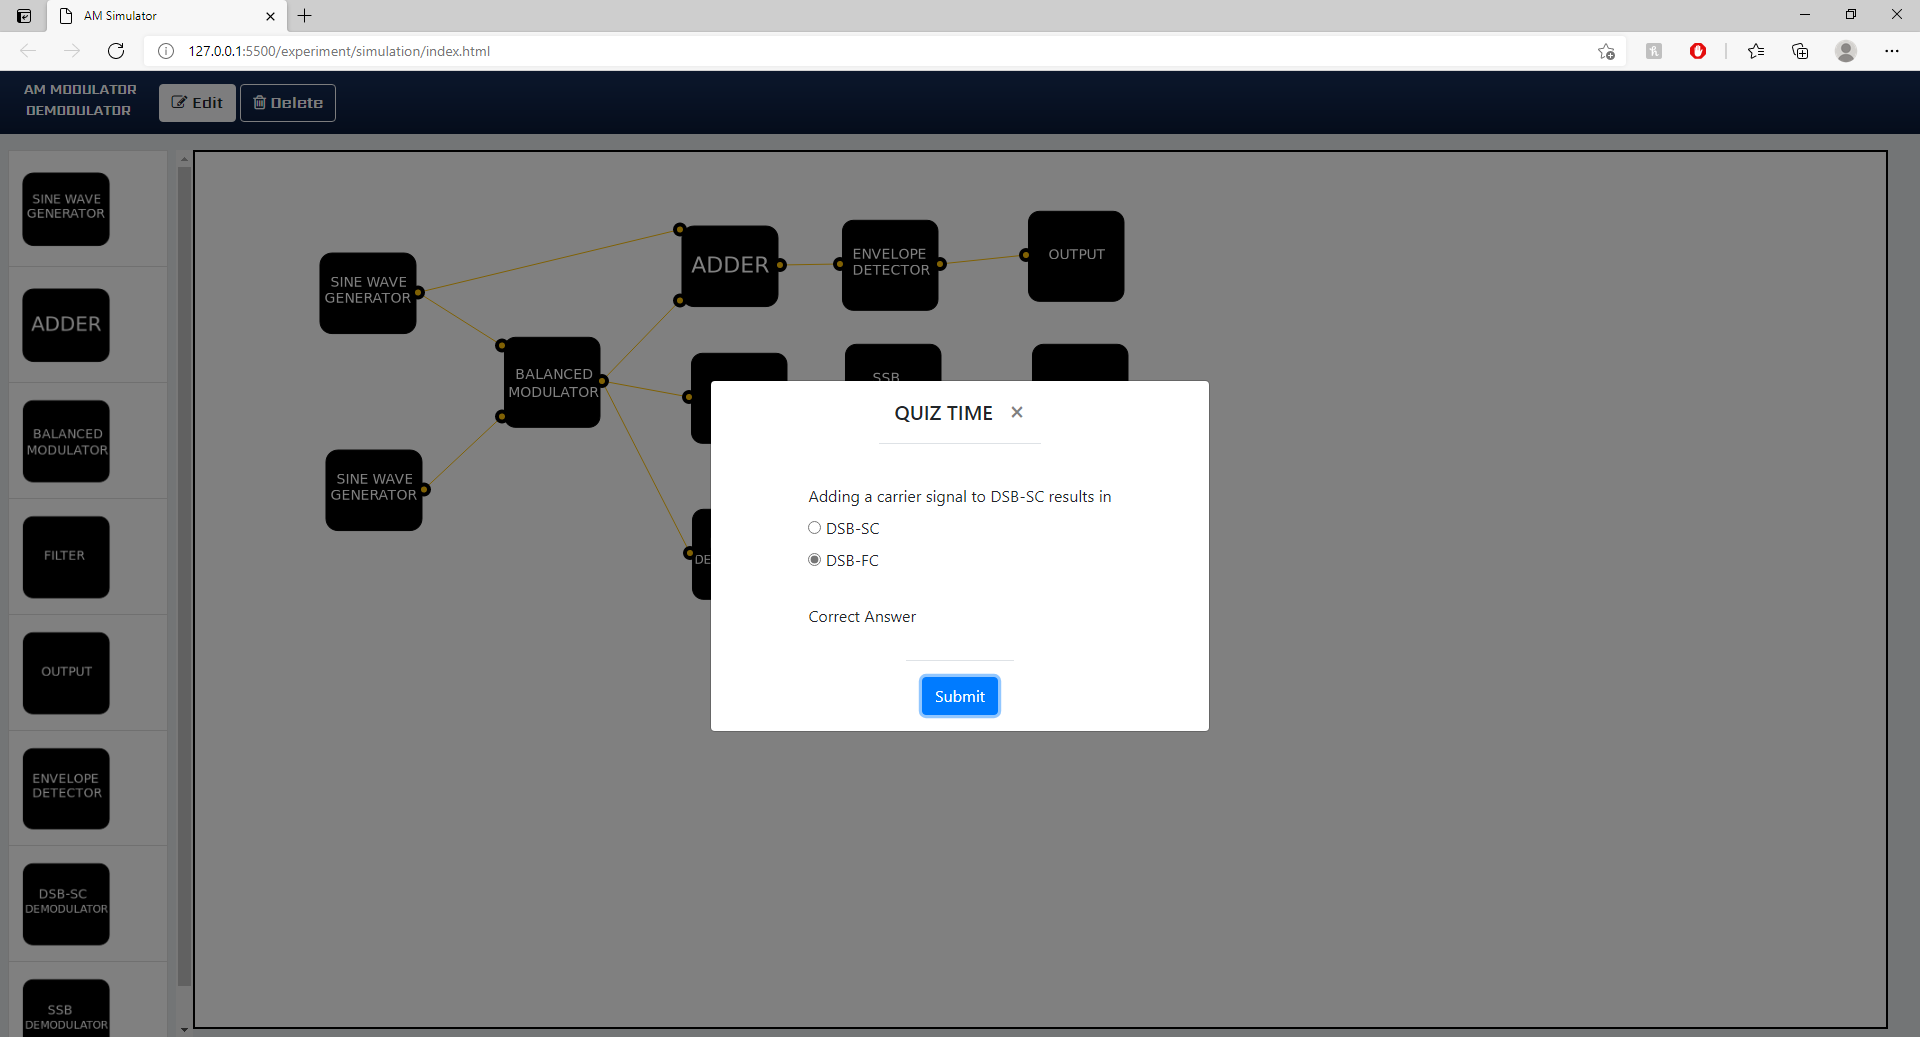 AM Simulator
127.0.0.1:5500/experiment/simulation/index.html
AM MODULATOR
DEMODULATOR
Edit
Delete
SINE WAVE
GENERATOR
ADDER
BALANCED
MODULATOR
FILTER
OUTPUT
ENVELOPE
DETECTOR
DSB-SC
DEMODULATOR
SSB
DEMODULATOR
SINE WAVE
GENERATOR
SINE WAVE
GENERATOR
BALANCED
MODULATOR
ADDER
ENVELOPE
DETECTOR
OUTPUT
SSB
DE
QUIZ TIME ×
Adding a carrier signal to DSB-SC results in
DSB-SC
DSB-FC
Correct Answer
Submit